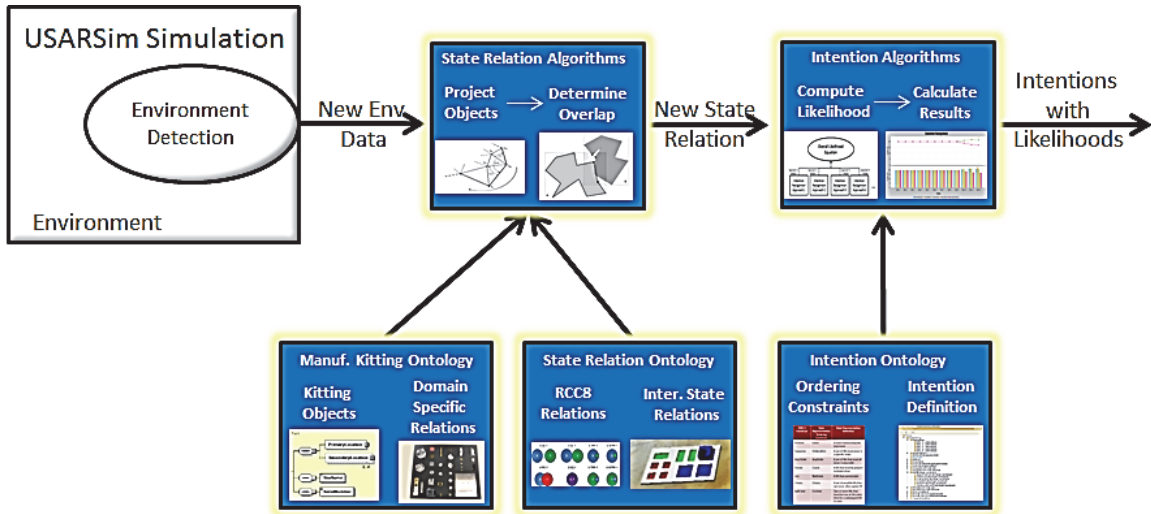 USARSim Simulation
Environment
Detection
Environment
New Env
Data
State Relation Algorithms
Project
Objects
Determine
Overlap
New State
Relation
Intention Algorithms
Compute
Likelihood
Calculate
Results
Intentions
with
Likelihoods
Manuf. Kitting Ontology
Kitting
Objects
Domain
Specific
Relations
State Relation Ontology
RCC8
Relations
Inter. State
Relations
Intention Ontology
Ordering
Constraints
Intention
Definition